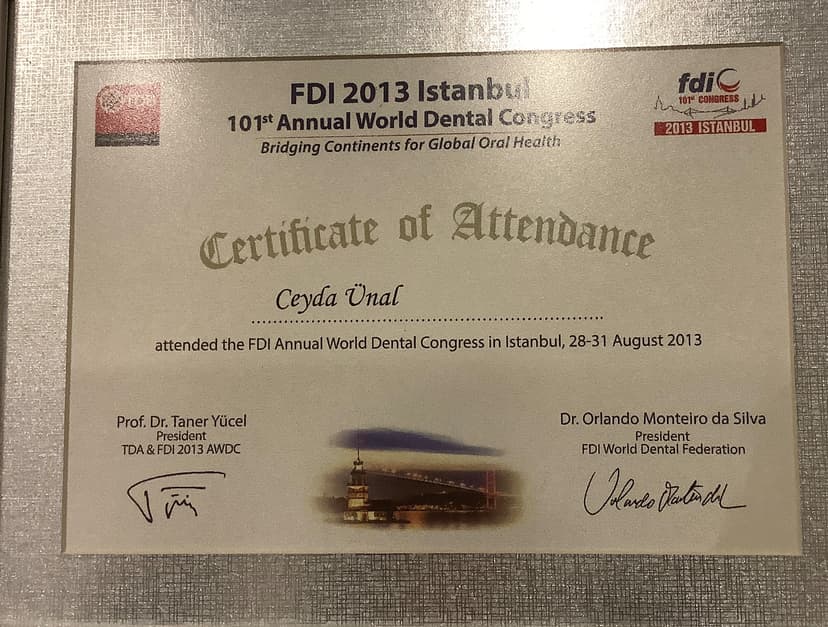 TDB
FDI 2013 Istanbul
101st Annual World Dental Congress
Bridging Continents for Global Oral Health
fdi
101st CONGRESS
2013 ISTANBUL
Certificate of Attendance
Ceyda Ünal
attended the FDI Annual World Dental Congress in Istanbul, 28-31 August 2013
Prof. Dr. Taner Yücel
President
TDA & FDI 2013 AWDC
Dr. Orlando Monteiro da Silva
President
FDI World Dental Federation